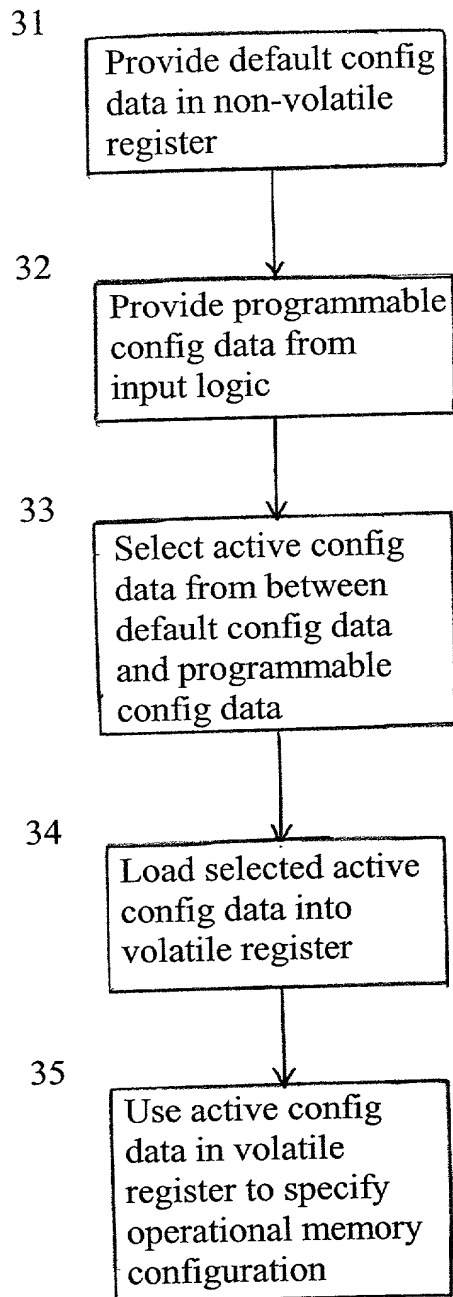 31
Provide default config
data in non-volatile
register
32
Provide programmable
config data from
input logic
33
Select active config
data from between
default config data
and programmable
config data
34
Load selected active
config data into
volatile register
35
Use active config
data in volatile
register to specify
operational memory
configuration